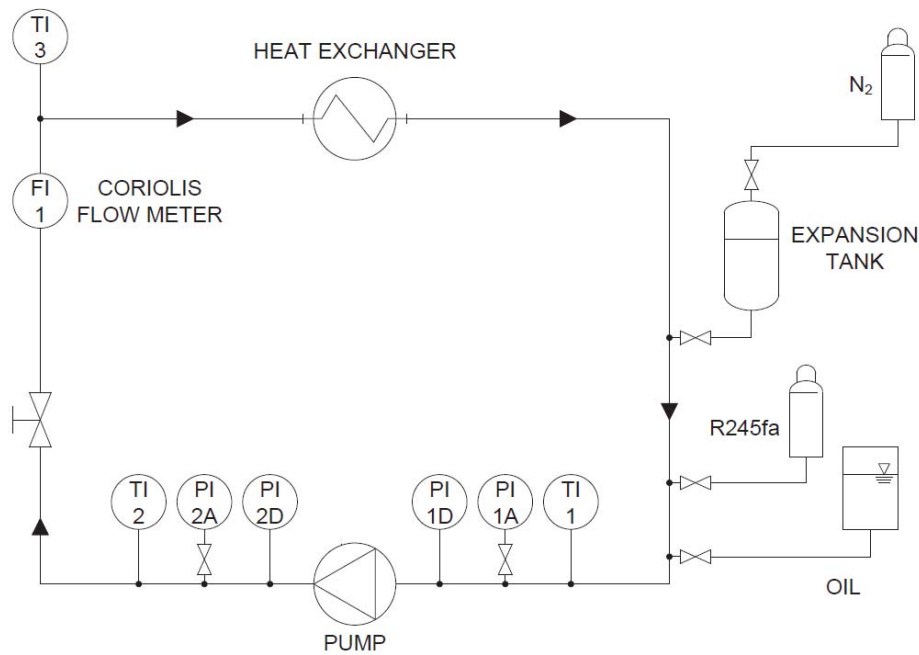 TI
3
HEAT EXCHANGER
N₂
FI
1
CORIOLIS
FLOW METER
EXPANSION
TANK
R245fa
TI
2
PI
2A
PI
2D
PI
1D
PI
1A
TI
1
OIL
PUMP